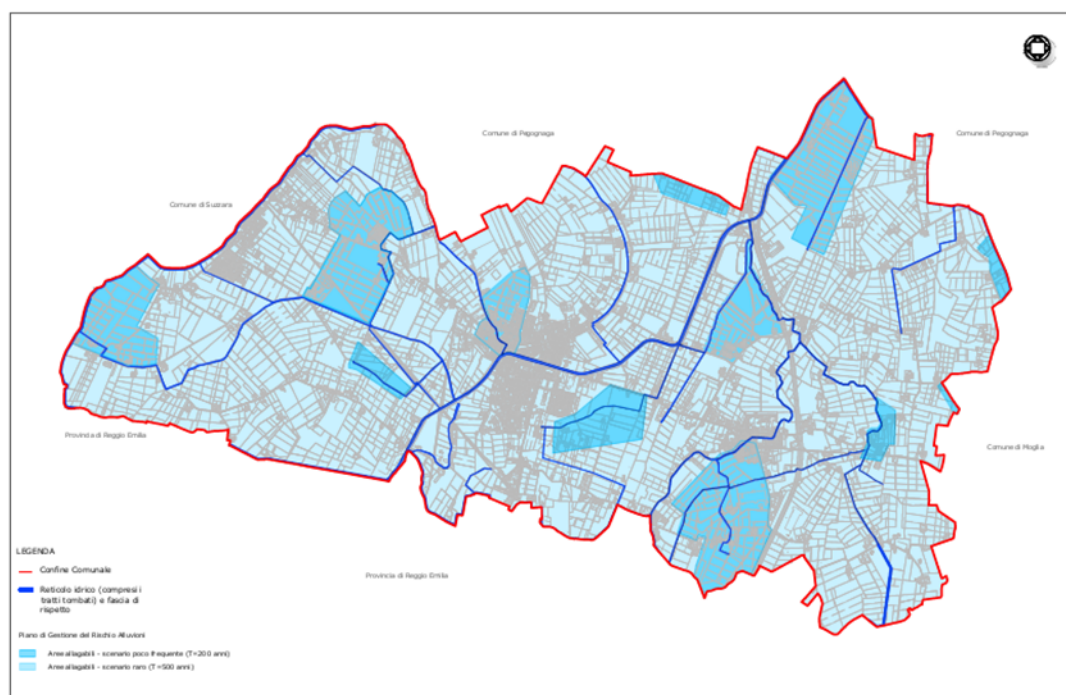 Comune di Pegognaga
Comune di Pegognaga
Comune di Suzzara
Provincia di Reggio Emilia
Comune di Moglia
Provincia di Reggio Emilia
LEGENDA
Confine Comunale
Reticolo idrico (compresi i
tratti tombati) e fascia di
rispetto
Piano di Gestione del Rischio Alluvioni
Aree allagabili - scenario poco frequente (T=200 anni)
Aree allagabili - scenario raro (T=500 anni)